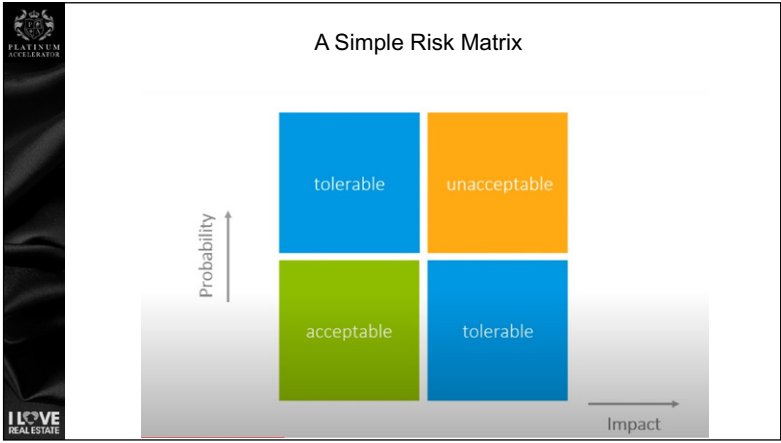 PLATINUM
ACCELERATOR
A Simple Risk Matrix
tolerable
unacceptable
Probability
acceptable
tolerable
Impact
I LOVE
REAL ESTATE